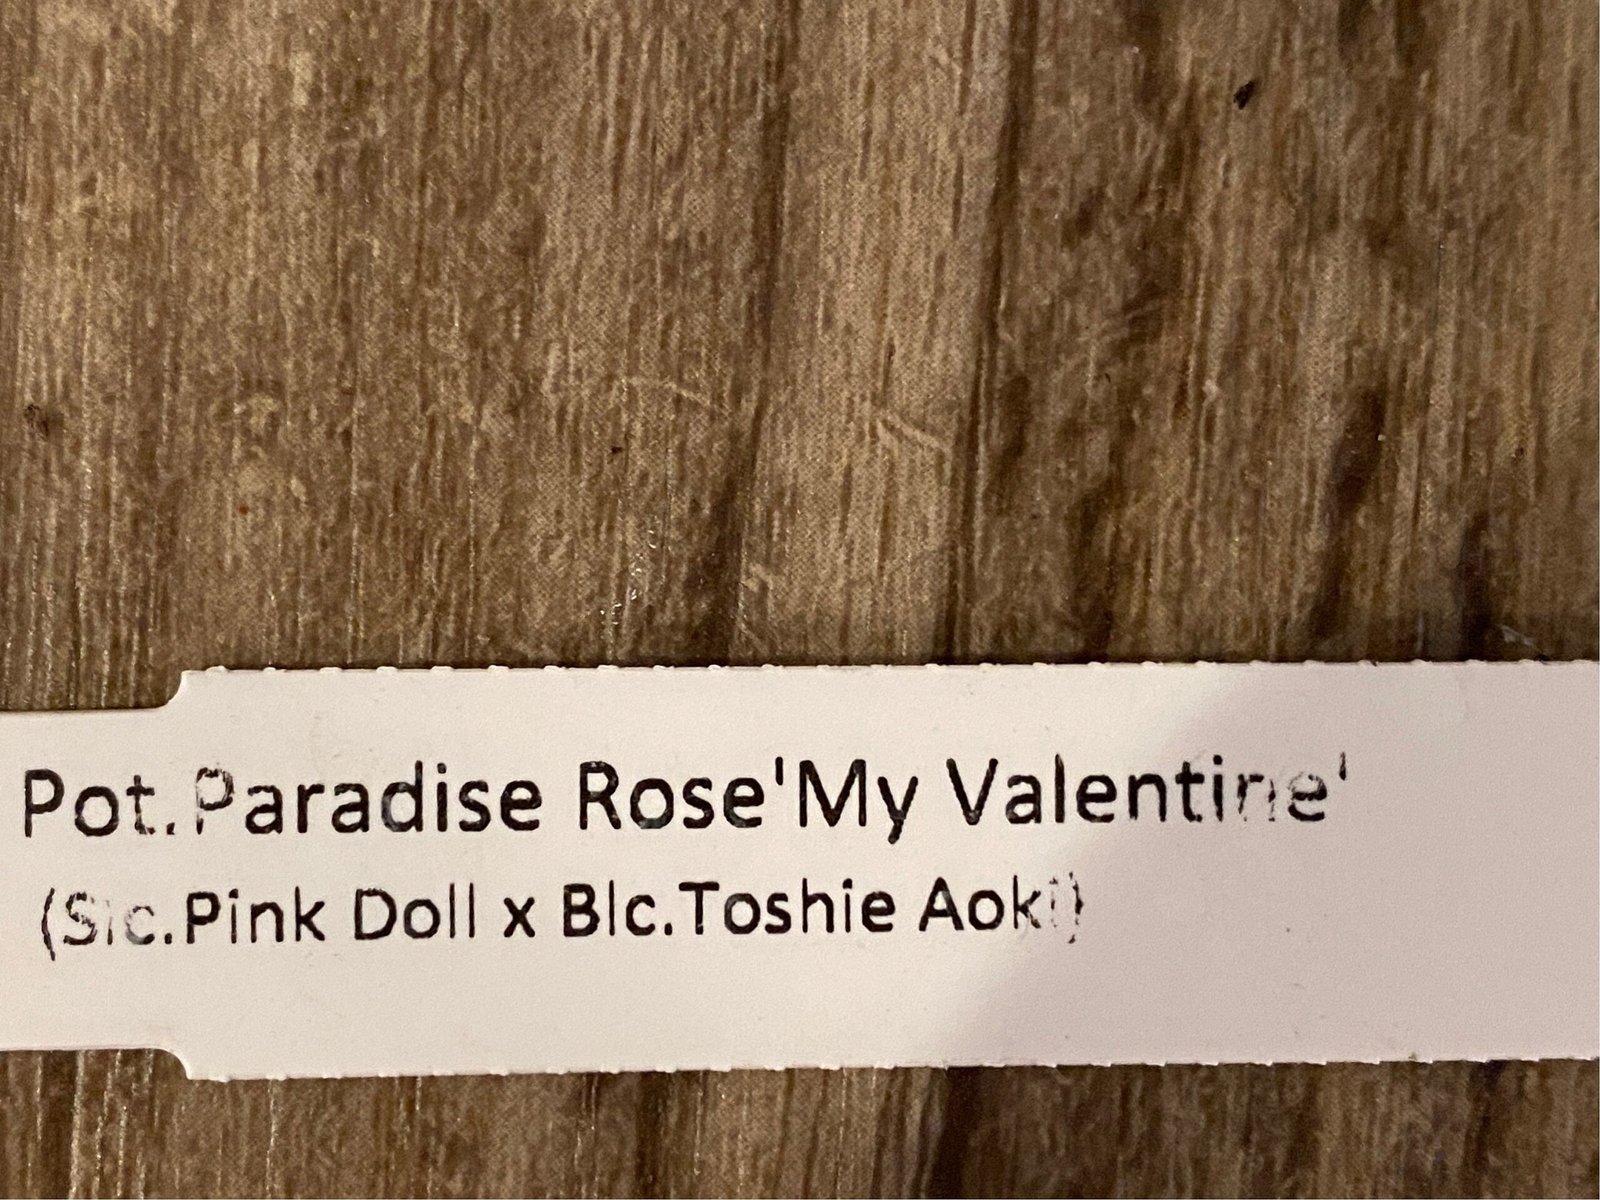 Pot.Paradise Rose'My Valentine'
(Slc.Pink Doll x Blc.Toshie Aoki)